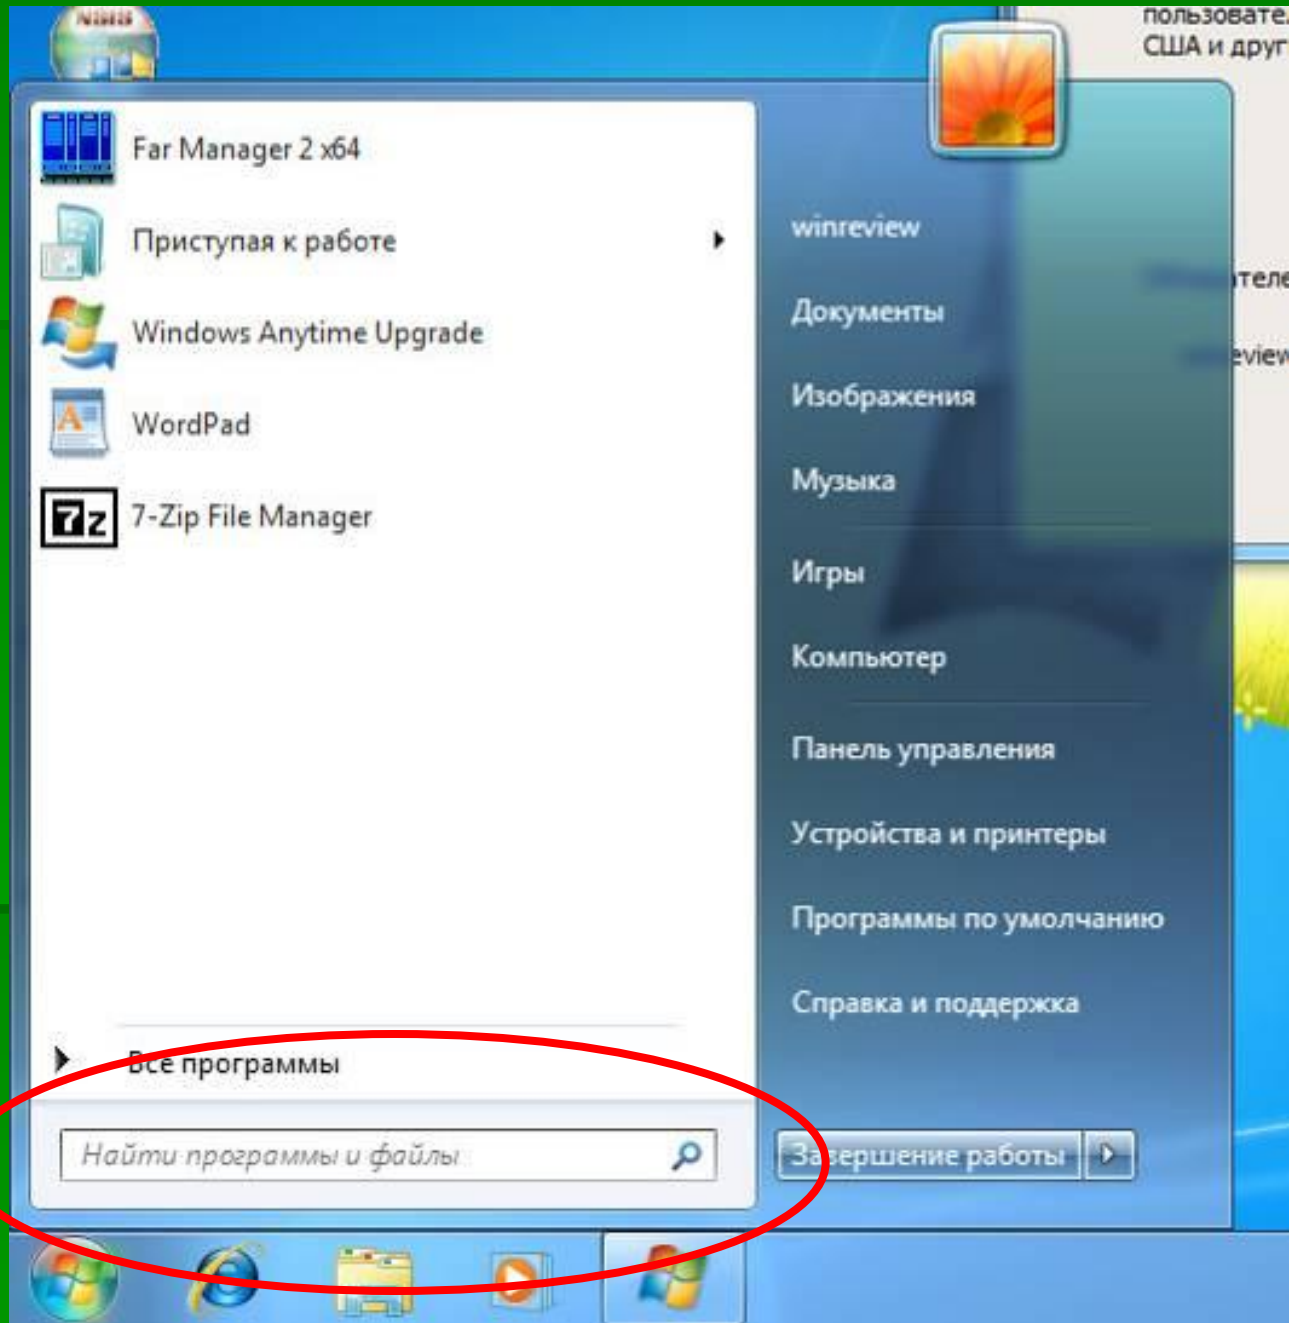 пользовате
США и друг
Far Manager 2 x64
Приступая к работе
Windows Anytime Upgrade
WordPad
7-Zip File Manager
Все программы
Найти программы и файлы
winreview
Документы
Изображения
Музыка
Игры
Компьютер
Панель управления
Устройства и принтеры
Программы по умолчанию
Справка и поддержка
Завершение работы
теле
eview